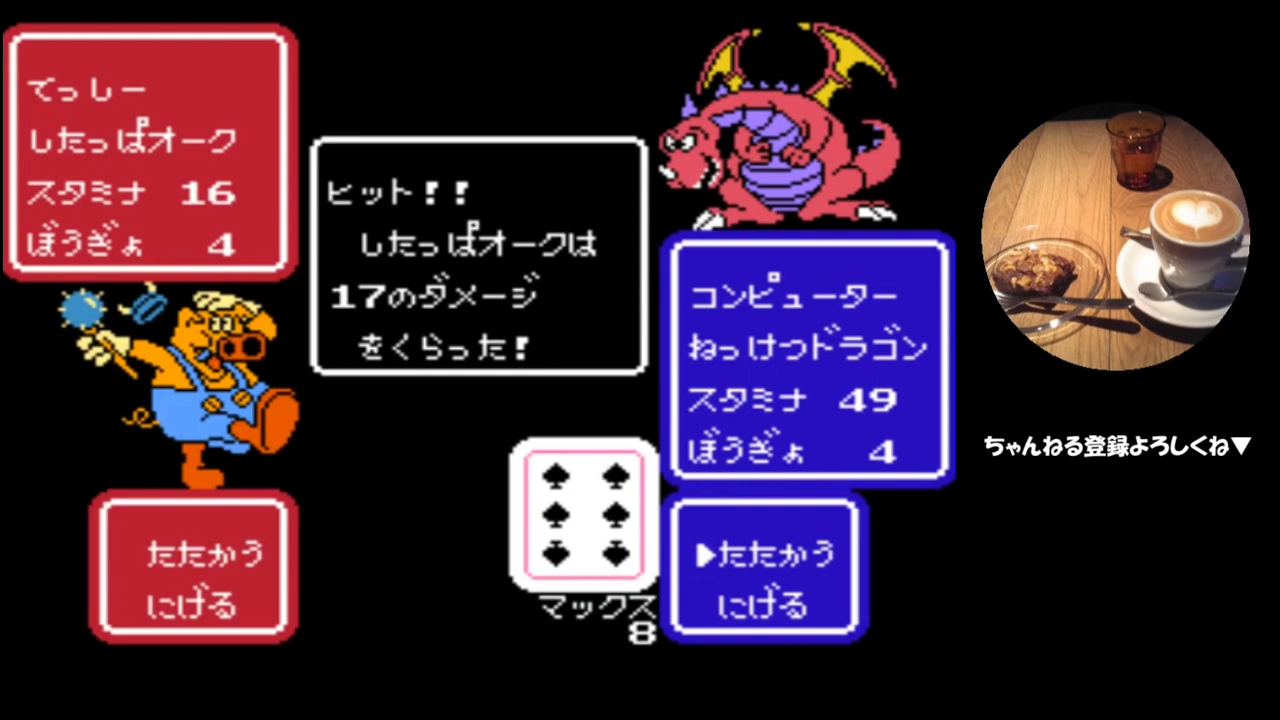 てっしー
したっぱオーク
スタミナ 16
ぼうぎょ 4
ヒット!!
したっぱオークは
17のダメージ
をくらった!
コンピューター
ねっけつドラゴン
スタミナ 49
ぼうぎょ 4
ちゃんねる登録よろしくね▼
たたかう
にげる
マックス
8
▶たたかう
にげる